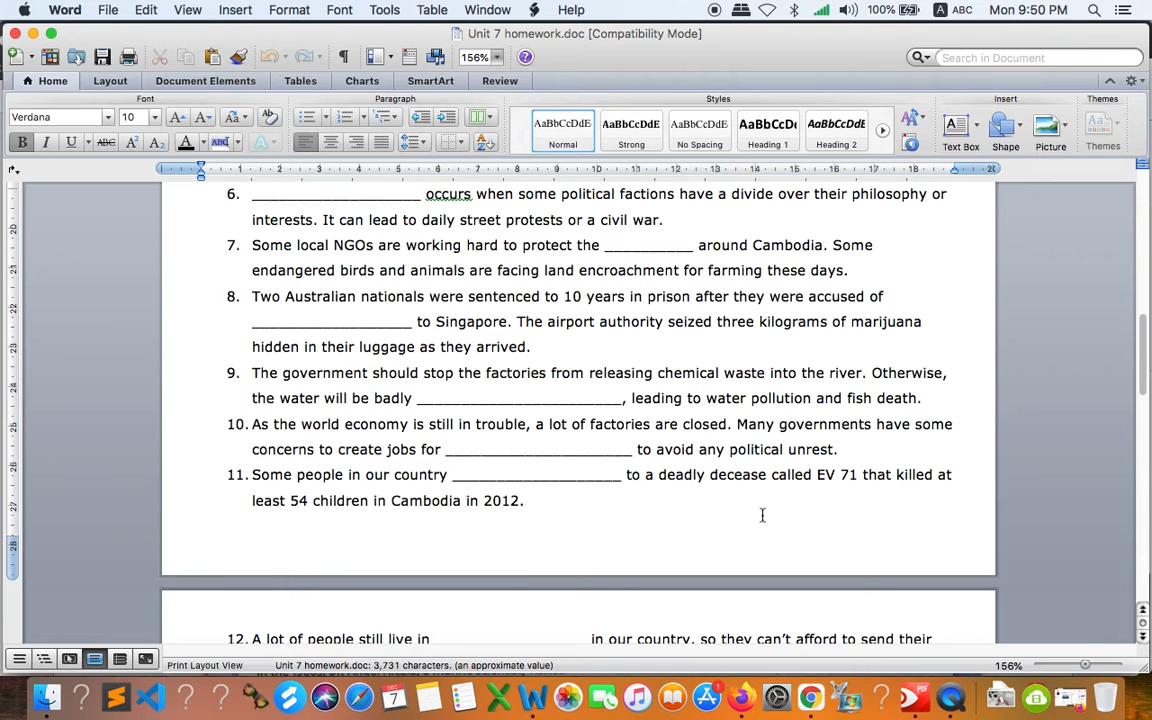 Word File Edit View Insert Format Font Tools Table Window Help 100% A ABC Mon 9:50 PM
Unit 7 homework.doc [Compatibility Mode]
156% Search in Document
Home Layout Document Elements Tables Charts SmartArt Review
Font Paragraph Styles Insert Themes
Verdana 10 AaBbCcDdE AaBbCcDdE AaBbCcDdE AaBbCcDc AaBbCcDdE
Normal Strong No Spacing Heading 1 Heading 2 Text Box Shape Picture Themes
6. ___________________ occurs when some political factions have a divide over their philosophy or
interests. It can lead to daily street protests or a civil war.
7. Some local NGOs are working hard to protect the __________ around Cambodia. Some
endangered birds and animals are facing land encroachment for farming these days.
8. Two Australian nationals were sentenced to 10 years in prison after they were accused of
__________________ to Singapore. The airport authority seized three kilograms of marijuana
hidden in their luggage as they arrived.
9. The government should stop the factories from releasing chemical waste into the river. Otherwise,
the water will be badly _______________________, leading to water pollution and fish death.
10. As the world economy is still in trouble, a lot of factories are closed. Many governments have some
concerns to create jobs for _____________________ to avoid any political unrest.
11. Some people in our country ___________________ to a deadly decease called EV 71 that killed at
least 54 children in Cambodia in 2012.
12. A lot of people still live in __________________ in our country, so they can't afford to send their
Print Layout View Unit 7 homework.doc: 3,731 characters. (an approximate value) 156%